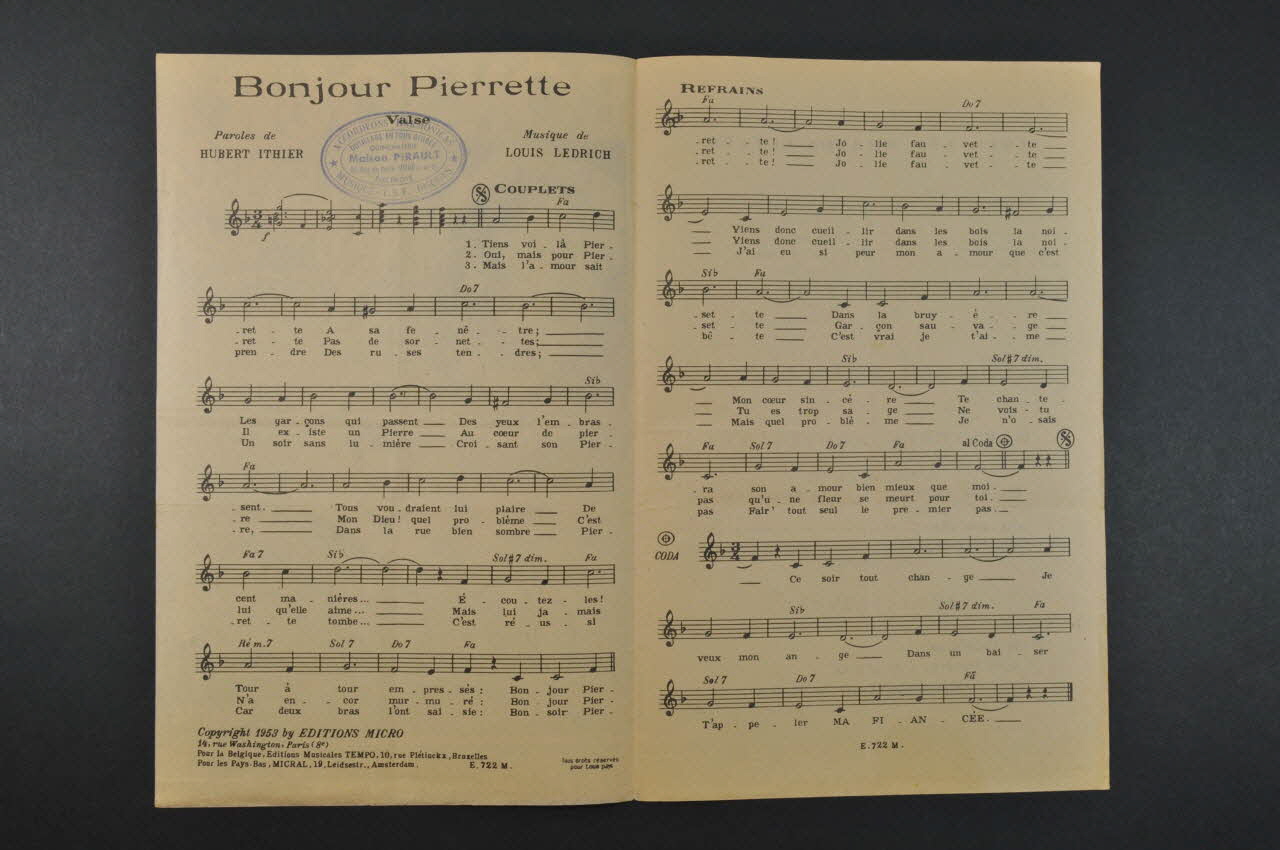 Bonjour Pierrette
Valse
Paroles de
HUBERT ITHIER
Musique de
LOUIS LEDRICH
Maison PIRAULT
COUPLETS
Fa
f
1. Tiens voi - là Pier -
2. Oui, mais pour Pier -
3. Mais l'a - mour sait
Do7
- ret - - te A sa fe - nê - - tre;
- ret - - te Pas de sor - net - - tes;
pren - dre Des ru - ses ten - - dres;
Sib
Les gar - çons qui passent Des yeux l'em - bras -
Il ex - iste un Pierre Au cœur de pier -
Un soir sans lu - mière Croi - sant son Pier -
Fa
- sent. Tous vou - draient lui plaire De
- re Mon Dieu! quel pro - blème C'est
- re, Dans la rue bien sombre Pier -
Fa7 Sib Sol#7 dim. Fa
cent ma - nières... É - cou - tez - les!
lui qu'elle aime... Mais lui ja - mais
- ret - te tombe... C'est ré - us - si
Ré m.7 Sol 7 Do7 Fa
Tour à tour em - pres - sés: Bon - jour Pier -
N'a en - cor mur - mu - ré: Bon - jour Pier -
Car deux bras l'ont sai - sie: Bon - soir Pier -
Copyright 1953 by EDITIONS MICRO
14, rue Washington, Paris (8e)
Pour la Belgique, Editions Musicales TEMPO, 10, rue Plétinckx, Bruxelles
Pour les Pays-Bas, MICRAL, 19, Leidsestr., Amsterdam.
E. 722 M.
Tous droits réservés
pour tous pays
REFRAINS
Fa Do7
- ret - - te! Jo - lie fau - vet - - te
- ret - - te! Jo - lie fau - vet - - te
- ret - - te! Jo - lie fau - vet - - te
Viens donc cueil - lir dans les bois la noi -
Viens donc cueil - lir dans les bois la noi -
J'ai eu si peur mon a - mour que c'est
Sib Fa
- set - - te Dans la bruy - è - re
- set - - te Gar - çon sau - va - ge
bê - - te C'est vrai je t'ai - me
Sib Sol#7 dim.
Mon cœur sin - cè - re Te chan - te -
Tu es trop sa - ge Ne vois - tu
Mais quel pro - blè - me Je n'o - sais
Fa Sol 7 Do7 Fa al Coda
- ra son a - mour bien mieux que moi.
pas qu'u - ne fleur se meurt pour toi.
pas Fair' tout seul le pre - mier pas.
CODA
Ce soir tout chan - ge Je
Sib Sol#7 dim. Fa
veux mon an - ge Dans un bai - ser
Sol 7 Do7 Fa
T'ap - pe - ler MA FI - AN - CÉE.
E. 722 M.